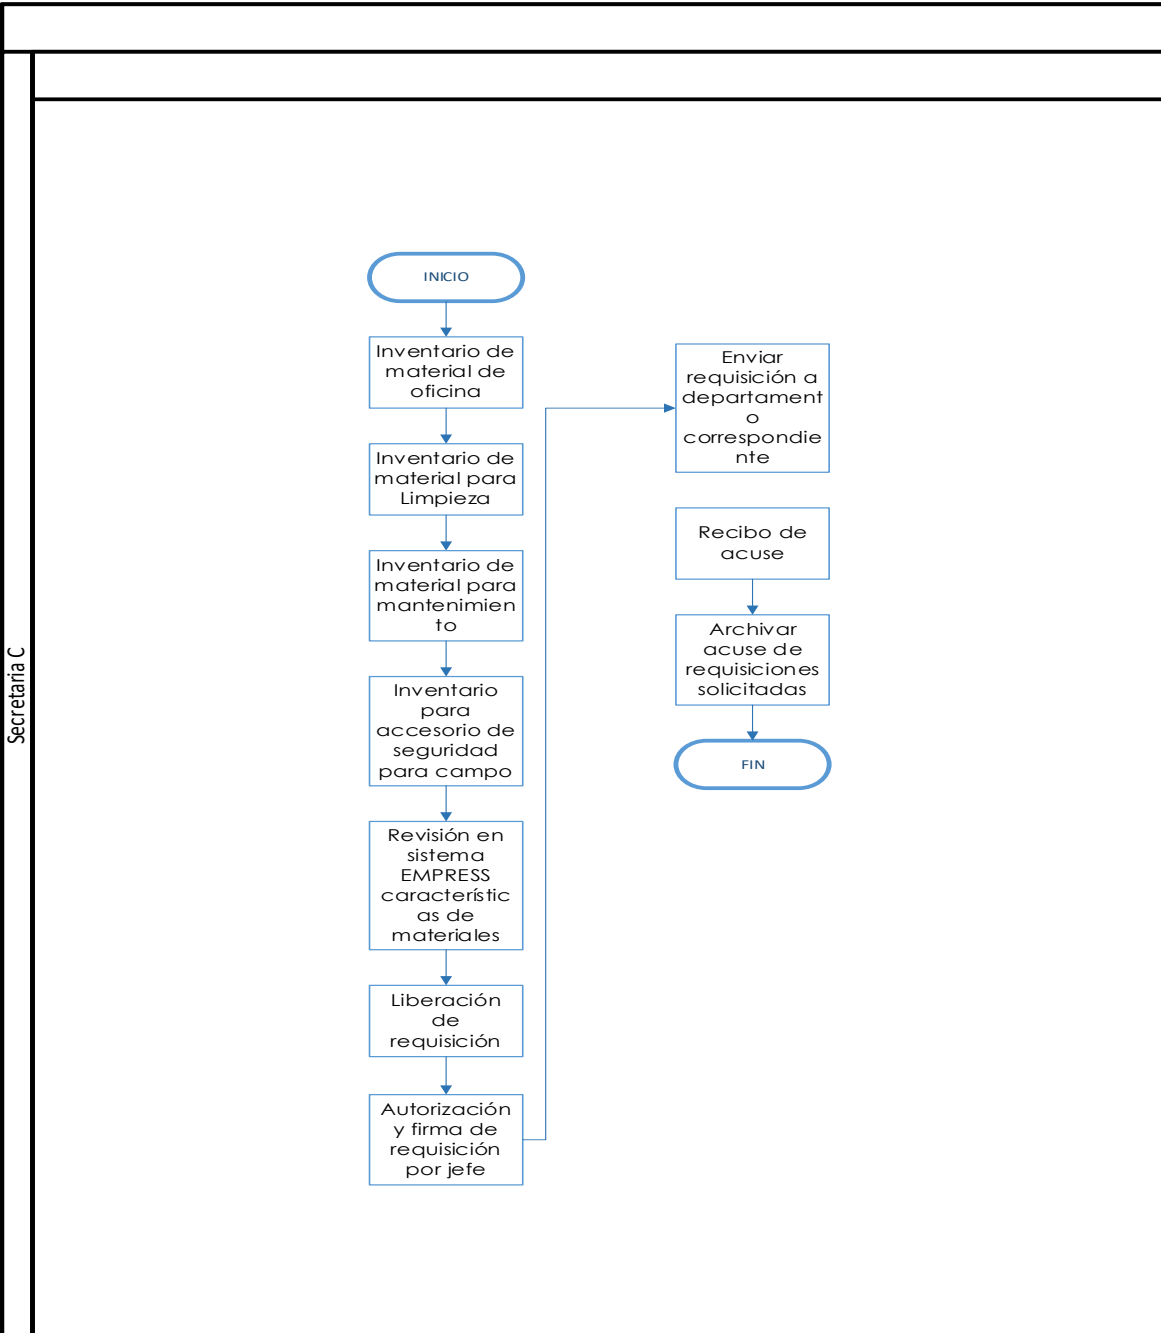 Secretaria C
INICIO
Inventario de
material de
oficina
Inventario de
material para
Limpieza
Inventario de
material para
mantenimien
to
Inventario
para
accesorio de
seguridad
para campo
Revisión en
sistema
EMPRESS
característic
as de
materiales
Liberación
de
requisición
Autorización
y firma de
requisición
por jefe
Enviar
requisición a
departament
o
correspondie
nte
Recibo de
acuse
Archivar
acuse de
requisiciones
solicitadas
FIN